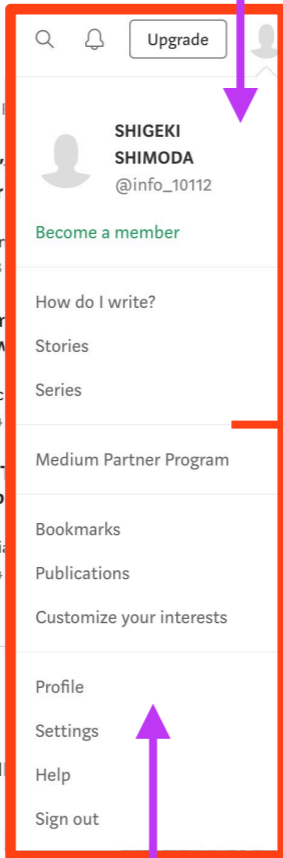 Upgrade
SHIGEKI
SHIMODA
@info_10112
Become a member
How do I write?
Stories
Series
Medium Partner Program
Bookmarks
Publications
Customize your interests
Profile
Settings
Help
Sign out